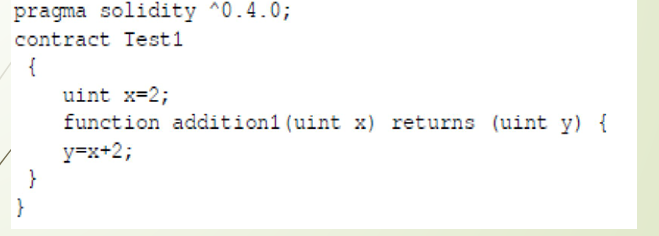 pragma solidity ^0.4.0;
contract Test1
{
uint x=2;
function addition1(uint x) returns (uint y) {
y=x+2;
}
}